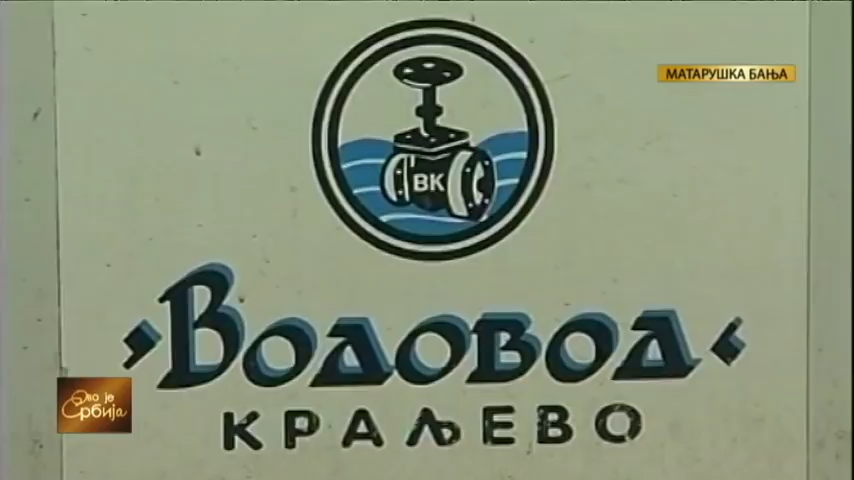 МАТАРУШКА БАЊА
ВК
’Водовод‘
КРАЉЕВО
Ово је
Србија